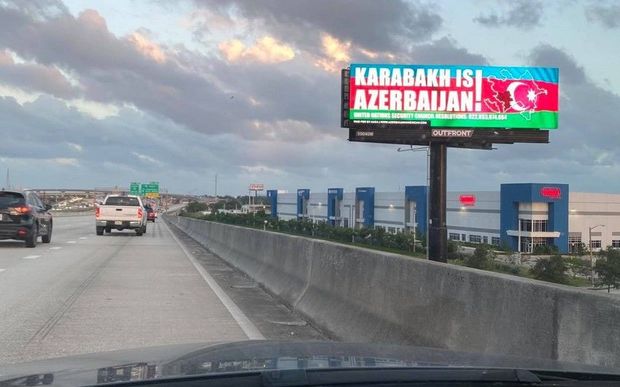 KARABAKH IS
AZERBAIJAN!
UNITED NATIONS SECURITY COUNCIL RESOLUTIONS: 822, 853, 874, 884
OUTFRONT